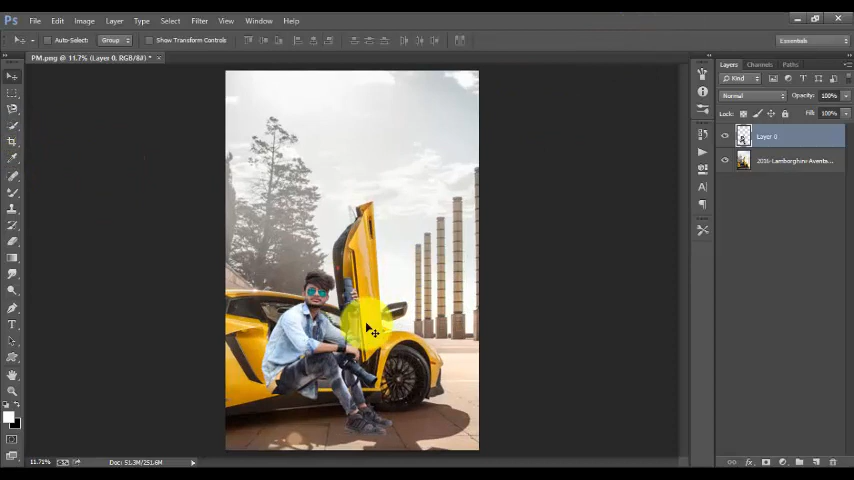 Ps File Edit Image Layer Type Select Filter View Window Help
Auto-Select: Group Show Transform Controls Essentials
PM.png @ 11.7% (Layer 0, RGB/8) * ×
Layers Channels Paths
Kind
Normal Opacity: 100%
Lock: Fill: 100%
Layer 0
2016-Lamborghini-Aventa...
11.71% Doc: 51.3M/251.6M